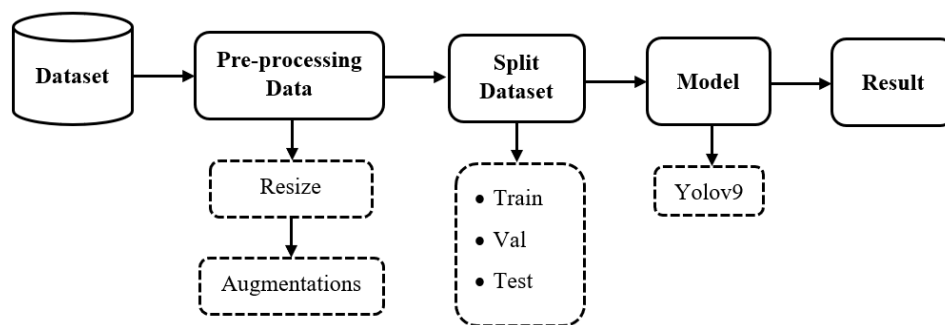 Dataset
Pre-processing
Data
Split
Dataset
Model
Result
Resize
Augmentations
• Train
• Val
• Test
Yolov9